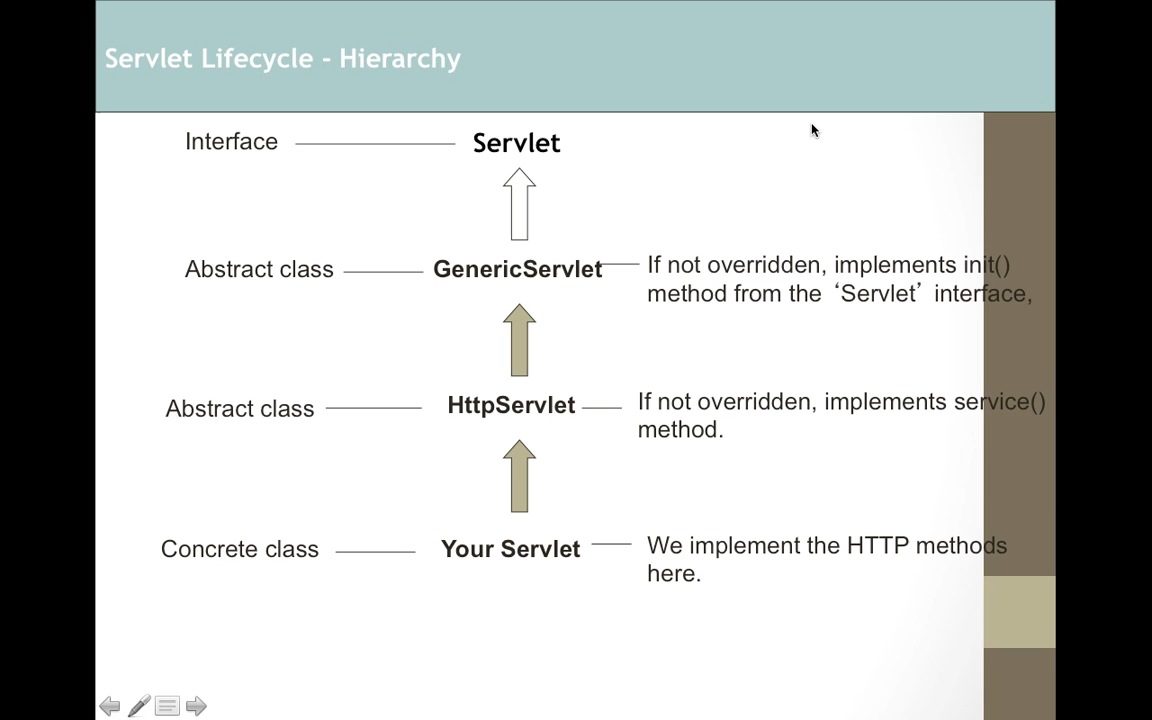 Servlet Lifecycle - Hierarchy
Interface
Servlet
Abstract class
GenericServlet
If not overridden, implements init()
method from the ‘Servlet’ interface,
Abstract class
HttpServlet
If not overridden, implements service()
method.
Concrete class
Your Servlet
We implement the HTTP methods
here.